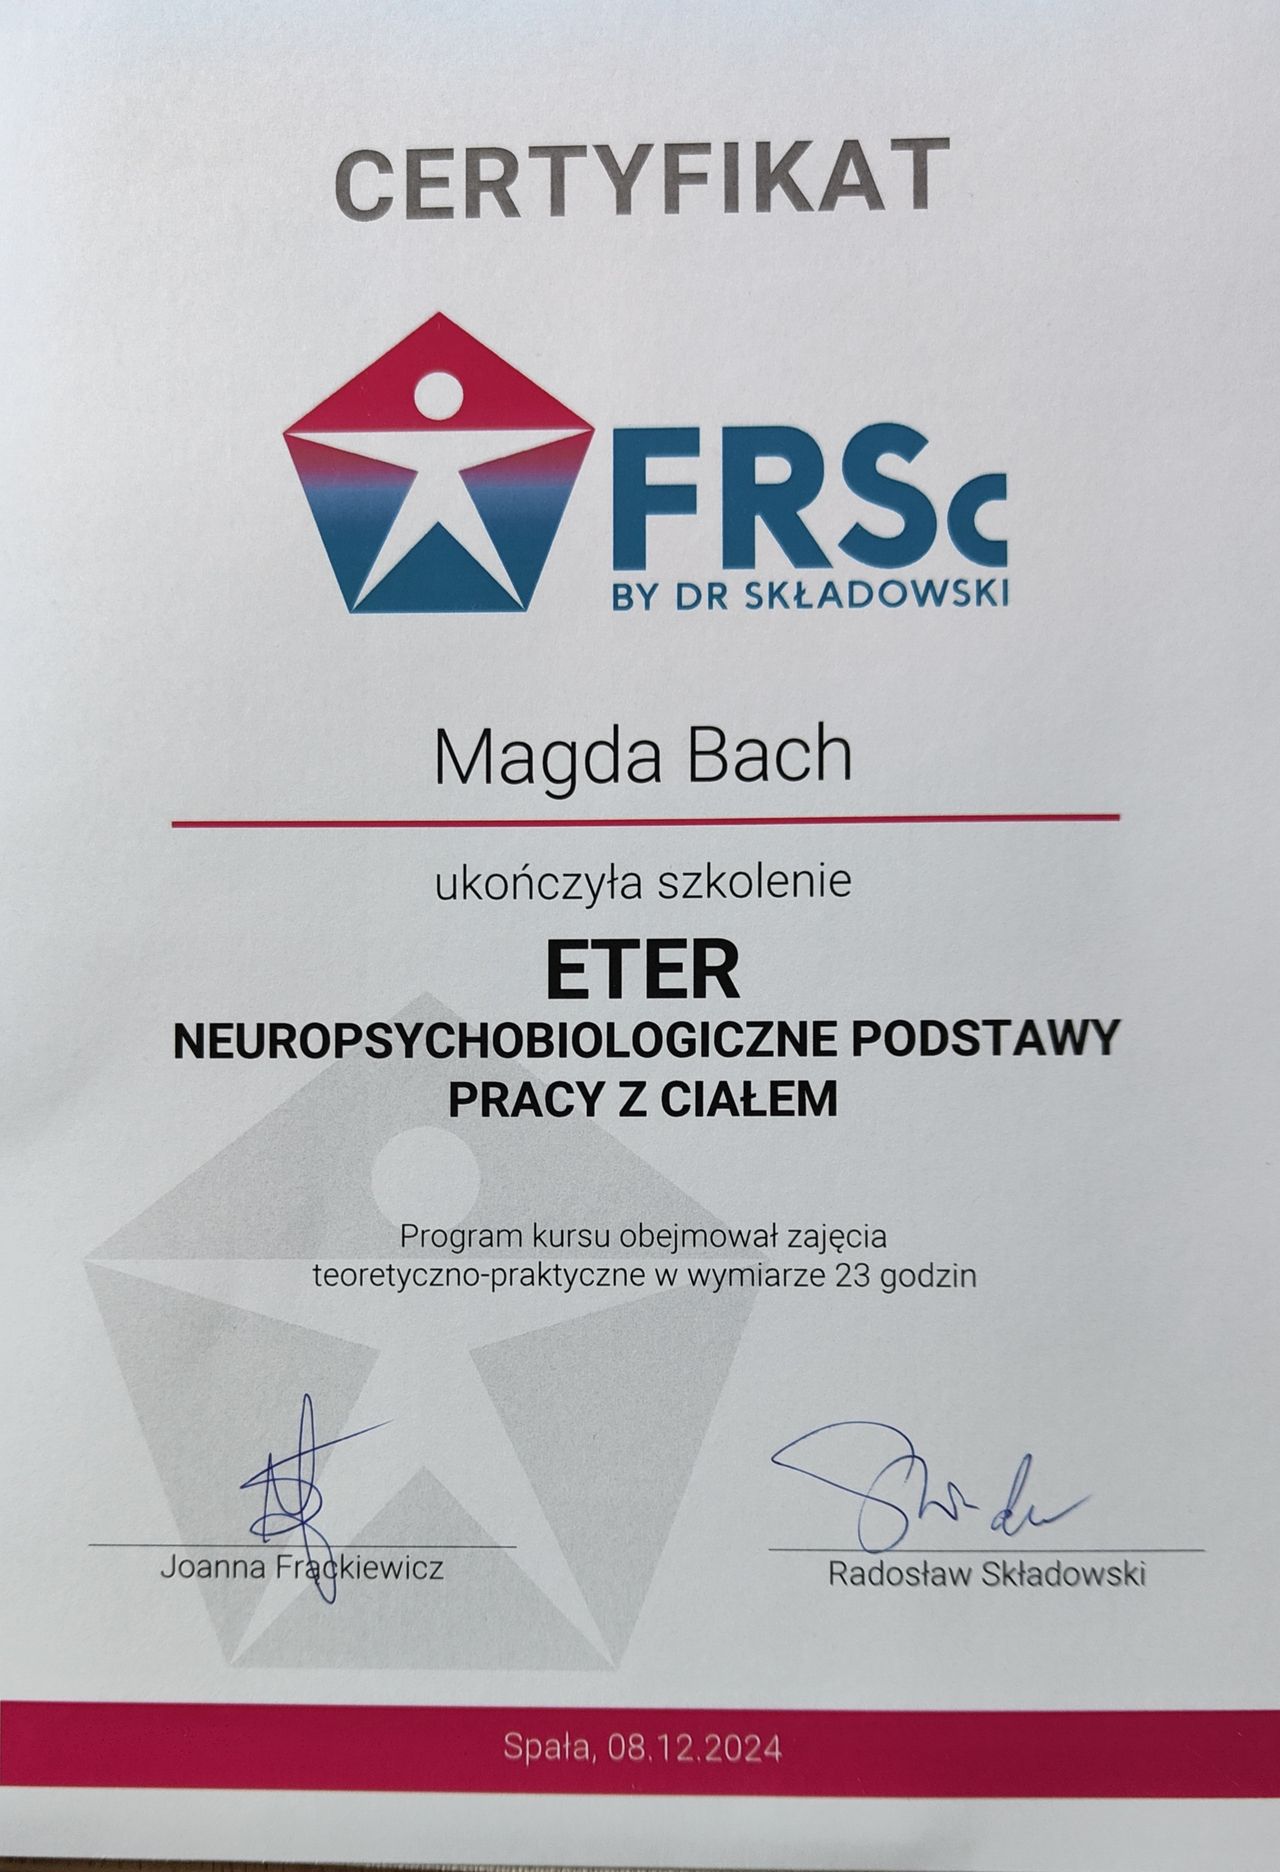 CERTYFIKAT
FRSc
BY DR SKŁADOWSKI
Magda Bach
ukończyła szkolenie
ETER
NEUROPSYCHOBIOLOGICZNE PODSTAWY
PRACY Z CIAŁEM
Program kursu obejmował zajęcia
teoretyczno-praktyczne w wymiarze 23 godzin
Joanna Frąckiewicz
Radosław Składowski
Spała, 08.12.2024